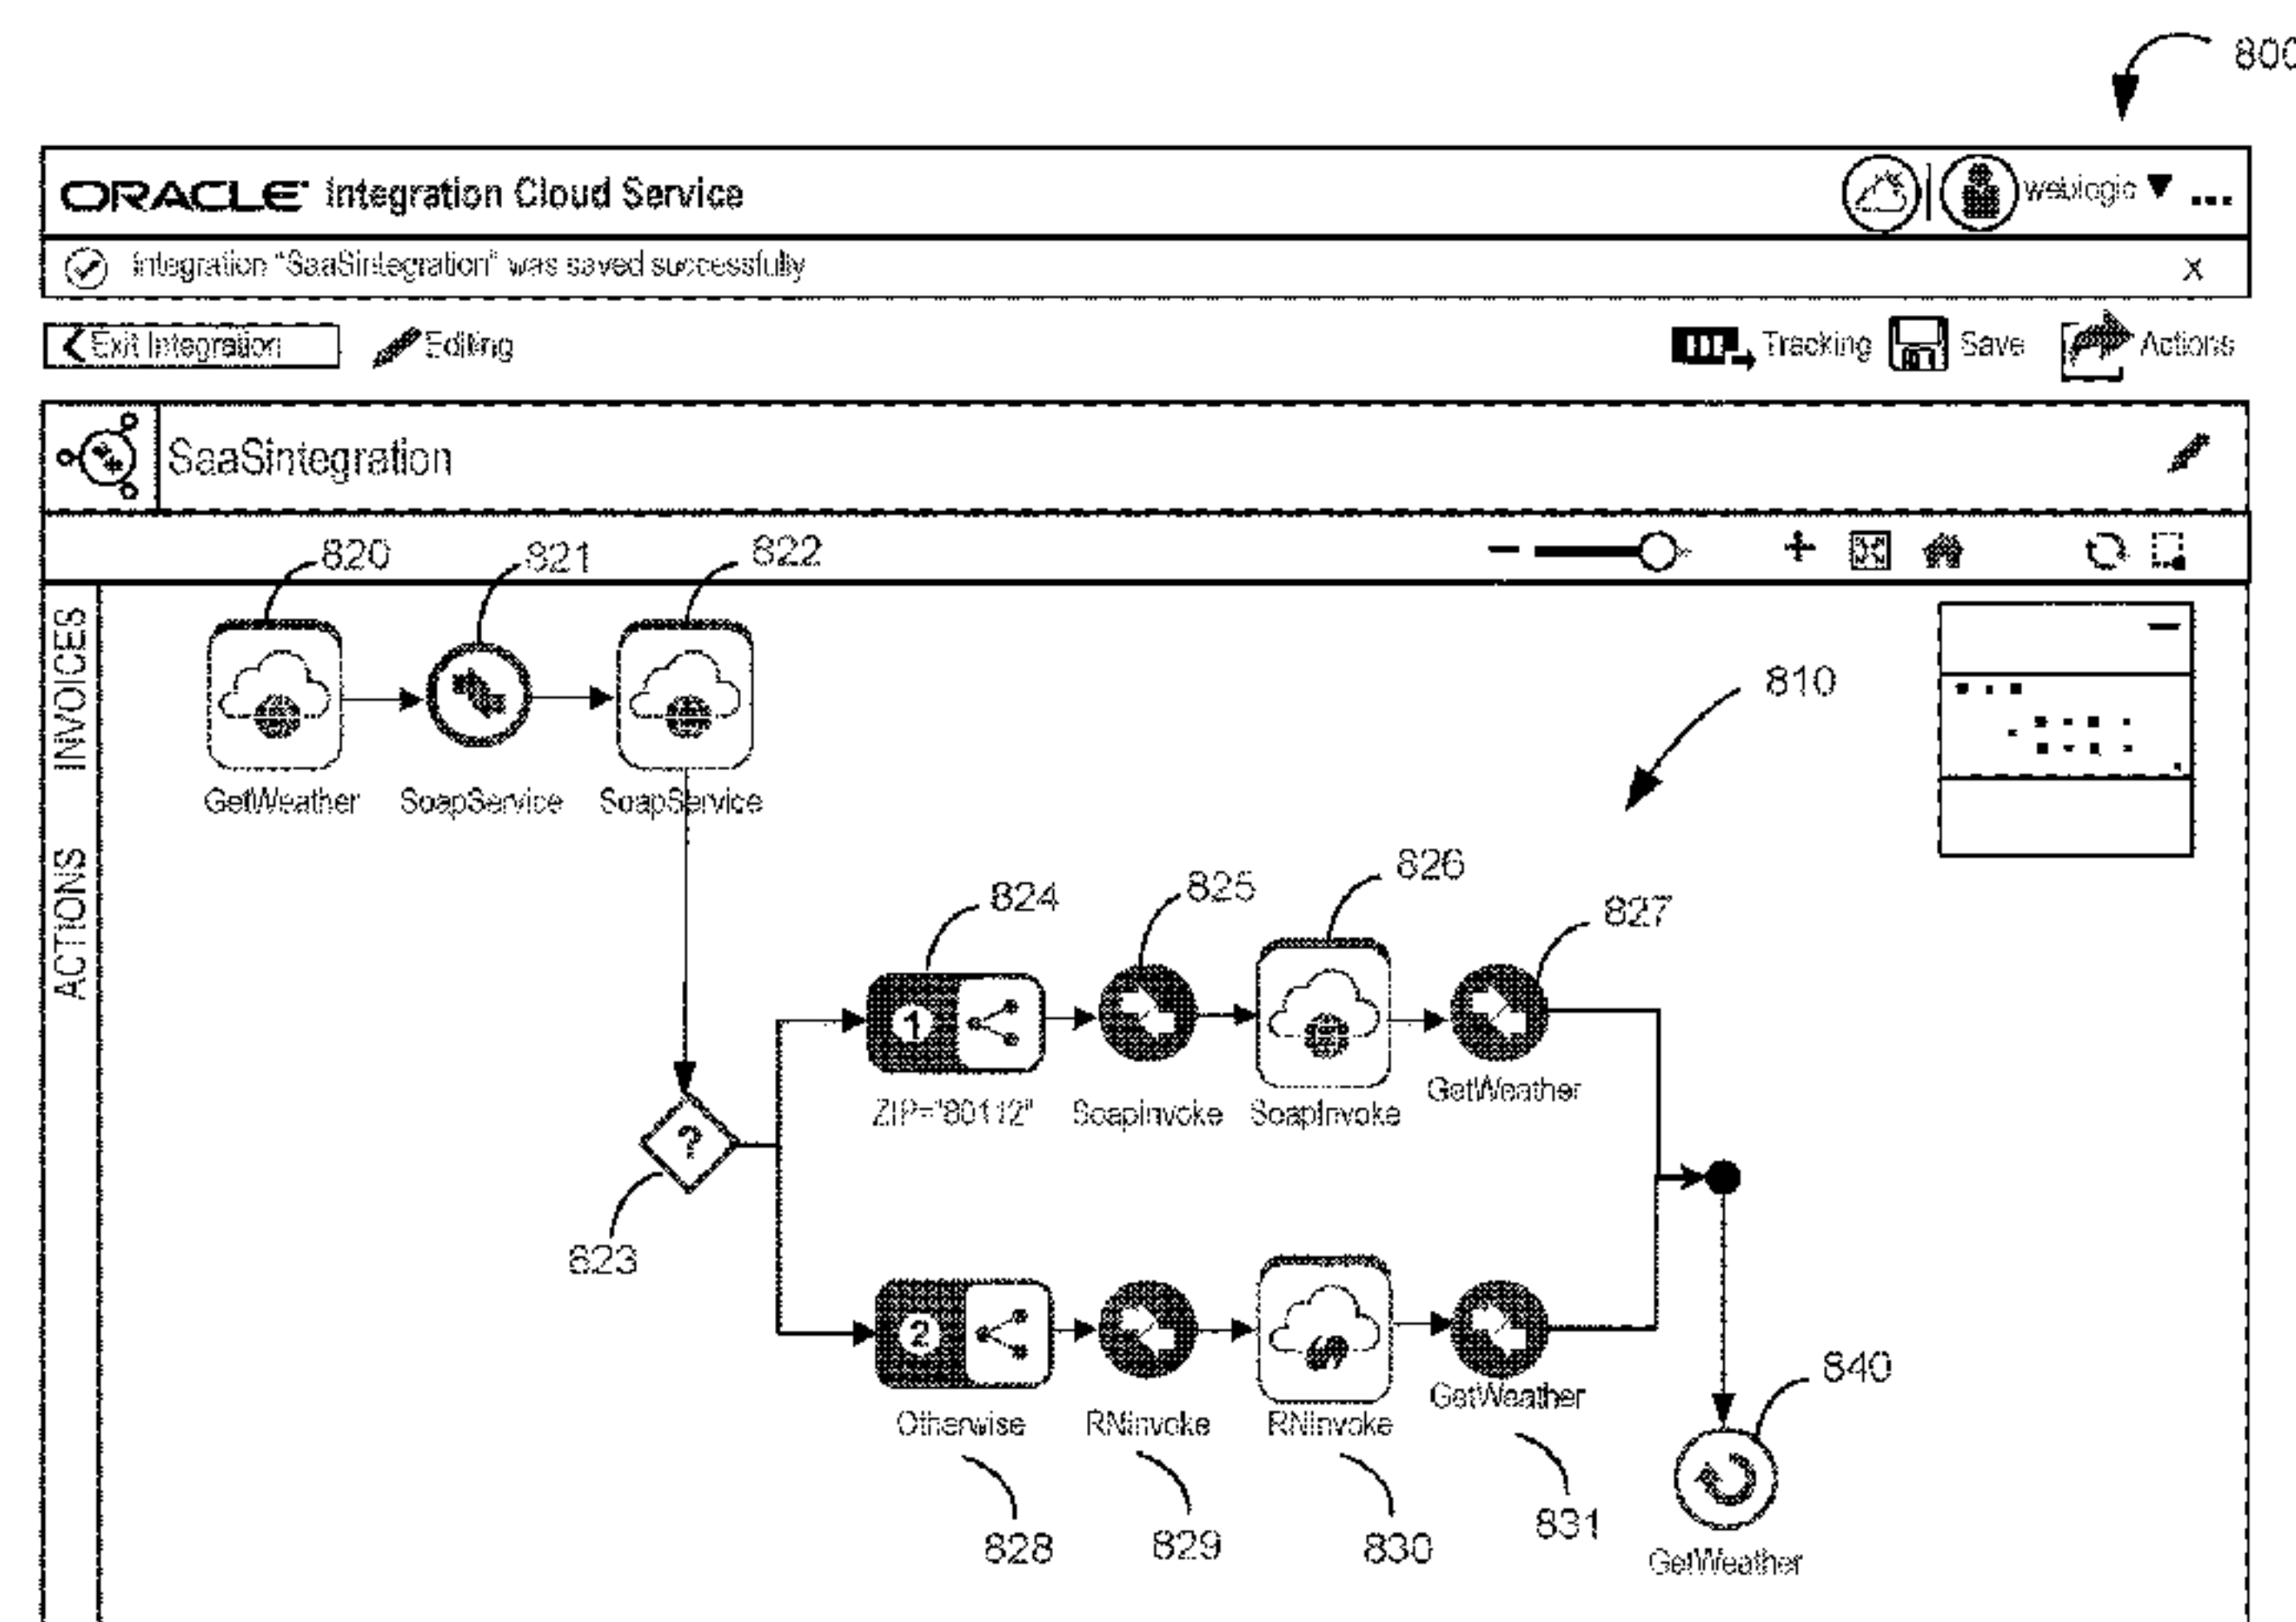 800
ORACLE Integration Cloud Service
weblogic
Integration "SaaSintegration" was saved successfully
X
Exit Integration
Editing
Tracking
Save
Actions
SaaSintegration
820
821
822
INVOICES
ACTIONS
GetWeather
SoapService
SoapService
810
824
825
826
827
1
ZIP="80112"
SoapInvoke
SoapInvoke
GetWeather
?
823
2
Otherwise
RNInvoke
RNInvoke
GetWeather
828
829
830
831
840
GetWeather